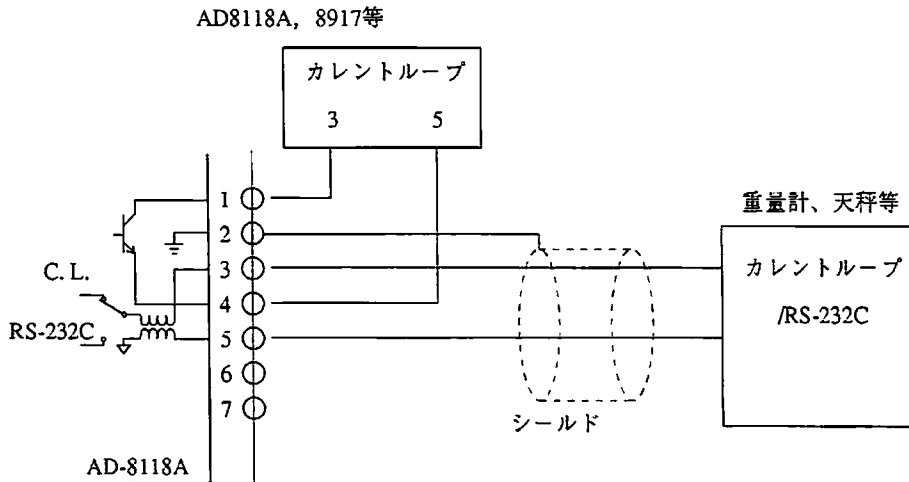 AD8118A, 8917等
カレントループ
3 5
1
2
3
4
5
6
7
C. L.
RS-232C
シールド
重量計、天秤等
カレントループ
/RS-232C
AD-8118A